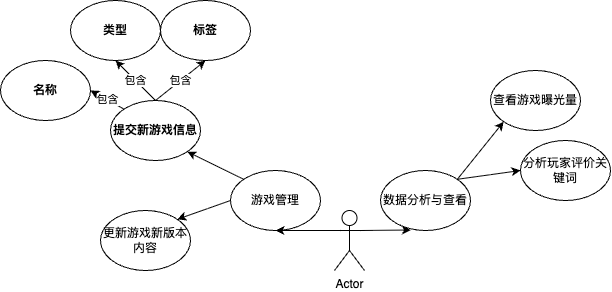 类型
标签
包含
包含
名称
包含
提交新游戏信息
查看游戏曝光量
分析玩家评价关
键词
游戏管理
数据分析与查看
更新游戏新版本
内容
Actor